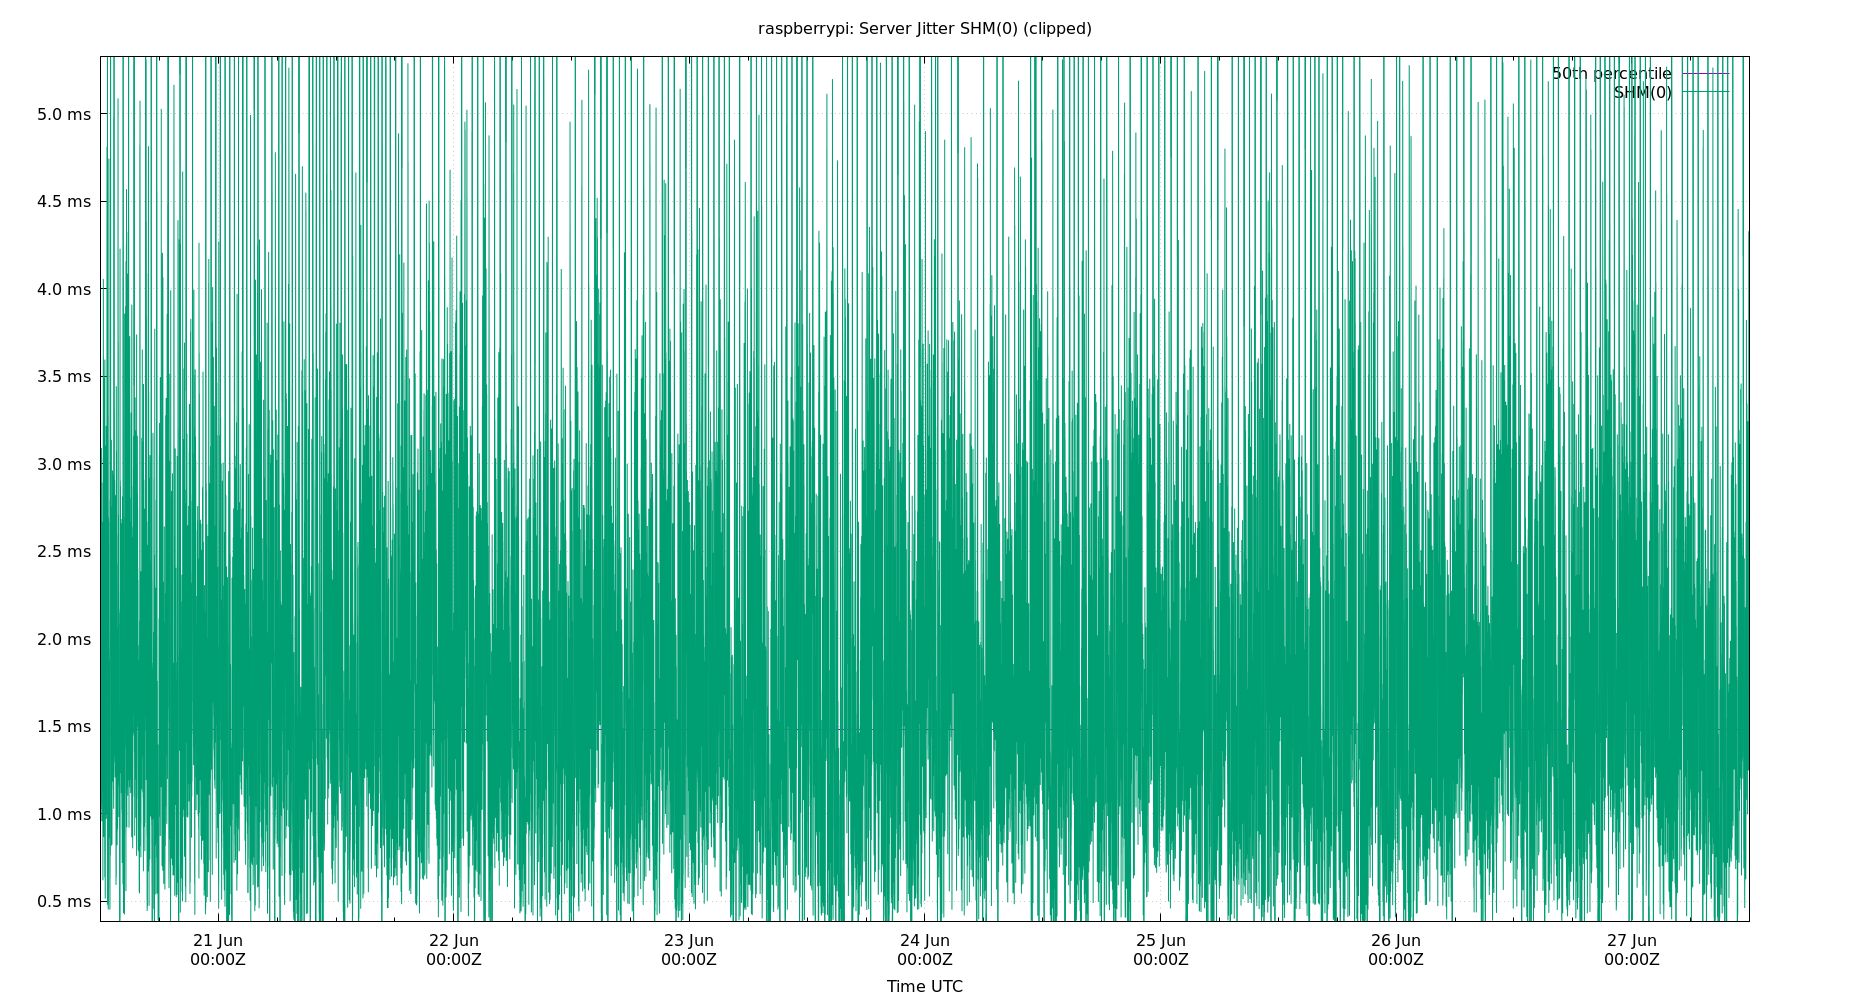 raspberrypi: Server Jitter SHM(0) (clipped)
50th percentile
SHM(0)
5.0 ms
4.5 ms
4.0 ms
3.5 ms
3.0 ms
2.5 ms
2.0 ms
1.5 ms
1.0 ms
0.5 ms
21 Jun 22 Jun 23 Jun 24 Jun 25 Jun 26 Jun 27 Jun
00:00Z 00:00Z 00:00Z 00:00Z 00:00Z 00:00Z 00:00Z
Time UTC